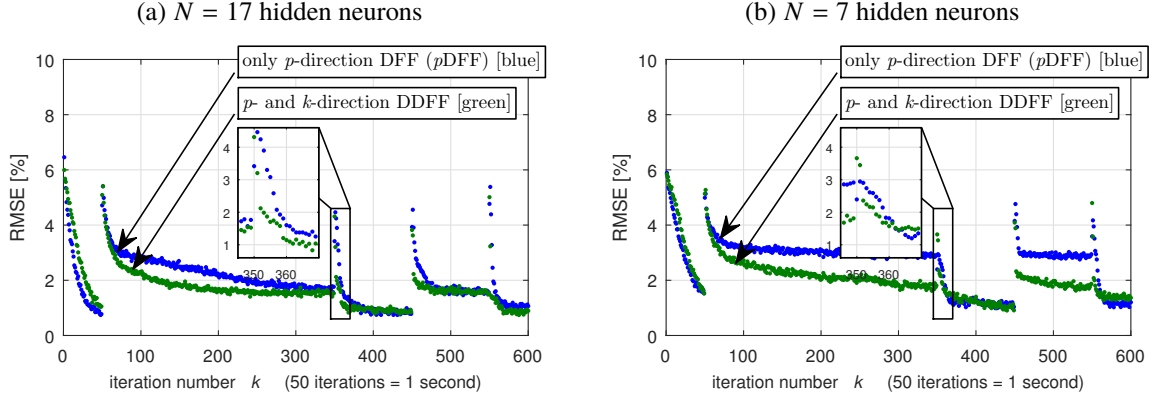 (a) N = 17 hidden neurons
10
8
6
4
2
0
RMSE [%]
only p-direction DFF (pDFF) [blue]
p- and k-direction DDFF [green]
4
3
2
1
350 360
0 100 200 300 400 500 600
iteration number k (50 iterations = 1 second)
(b) N = 7 hidden neurons
10
8
6
4
2
0
RMSE [%]
only p-direction DFF (pDFF) [blue]
p- and k-direction DDFF [green]
4
3
2
1
350 360
0 100 200 300 400 500 600
iteration number k (50 iterations = 1 second)